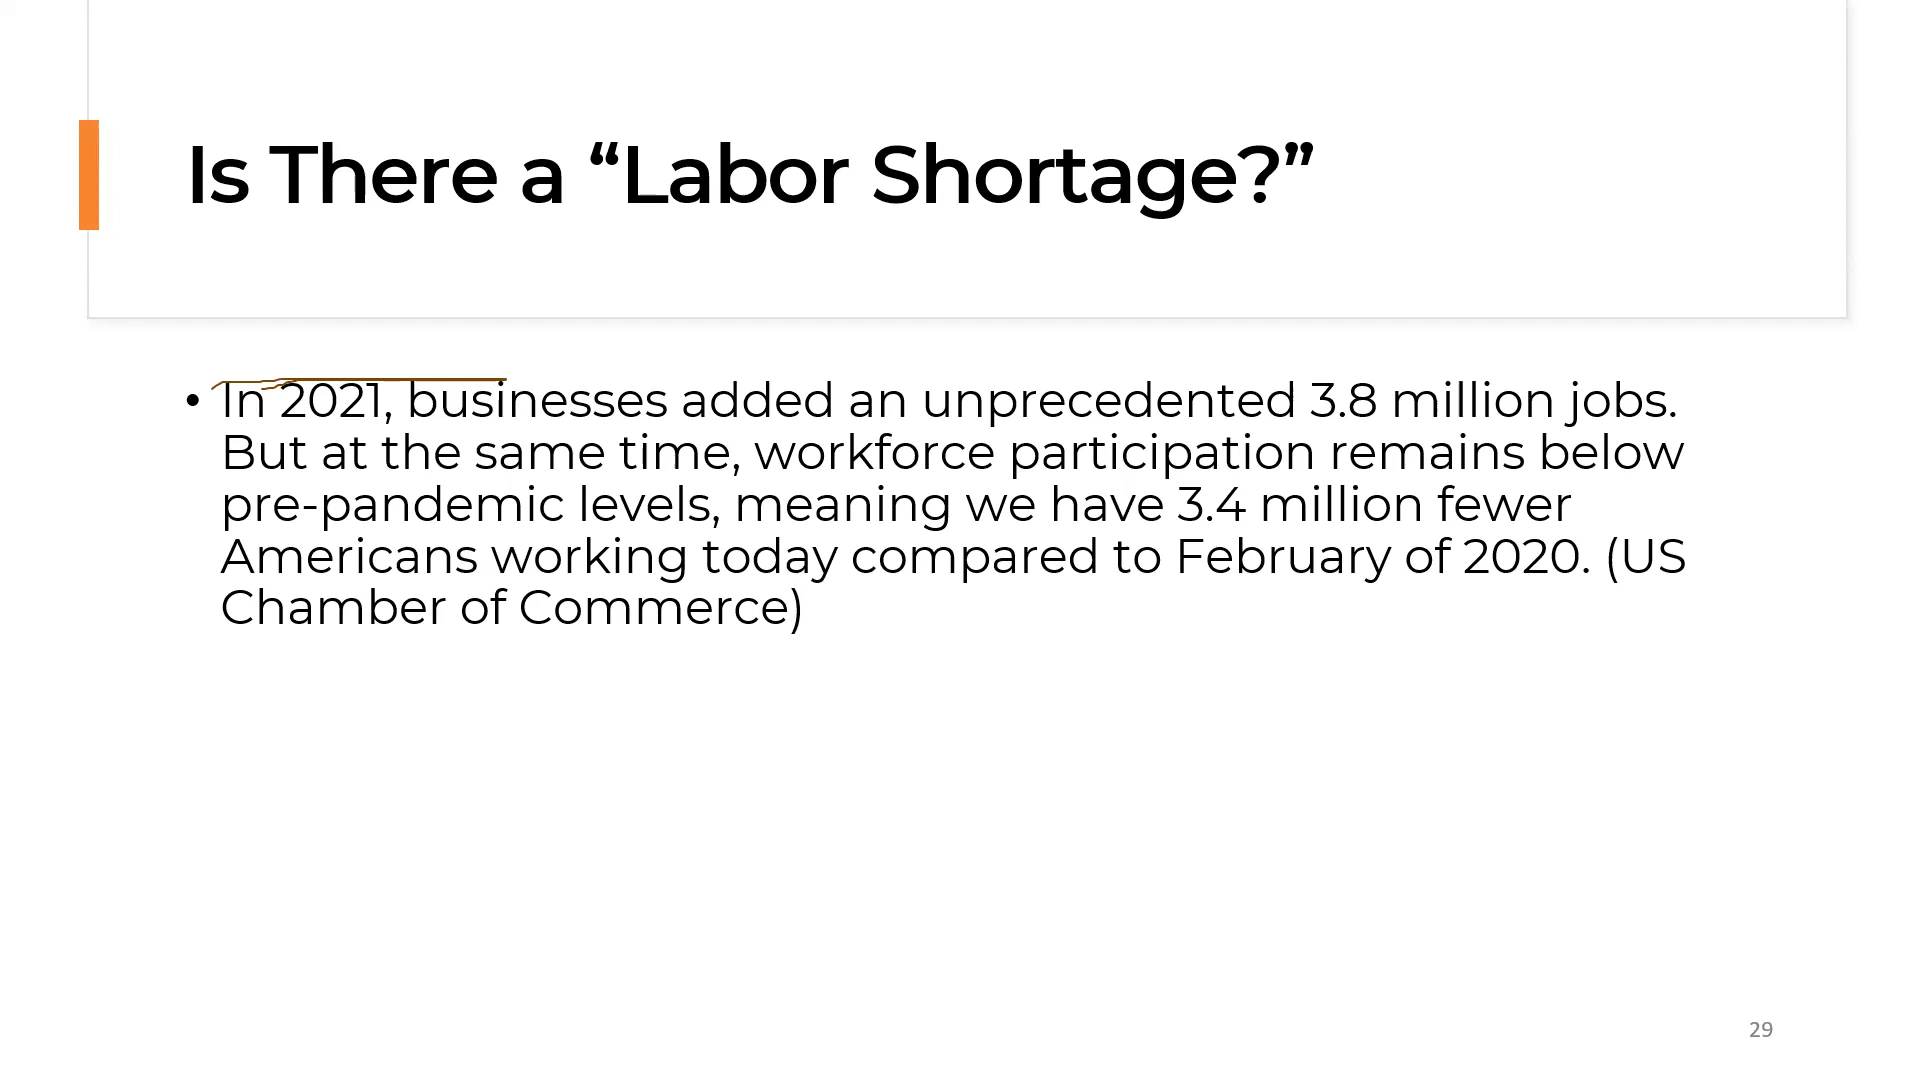 Is There a “Labor Shortage?”
• In 2021, businesses added an unprecedented 3.8 million jobs.
But at the same time, workforce participation remains below
pre-pandemic levels, meaning we have 3.4 million fewer
Americans working today compared to February of 2020. (US
Chamber of Commerce)
29